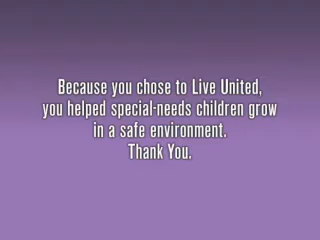 Because you chose to Live United,
you helped special-needs children grow
in a safe environment.
Thank You.